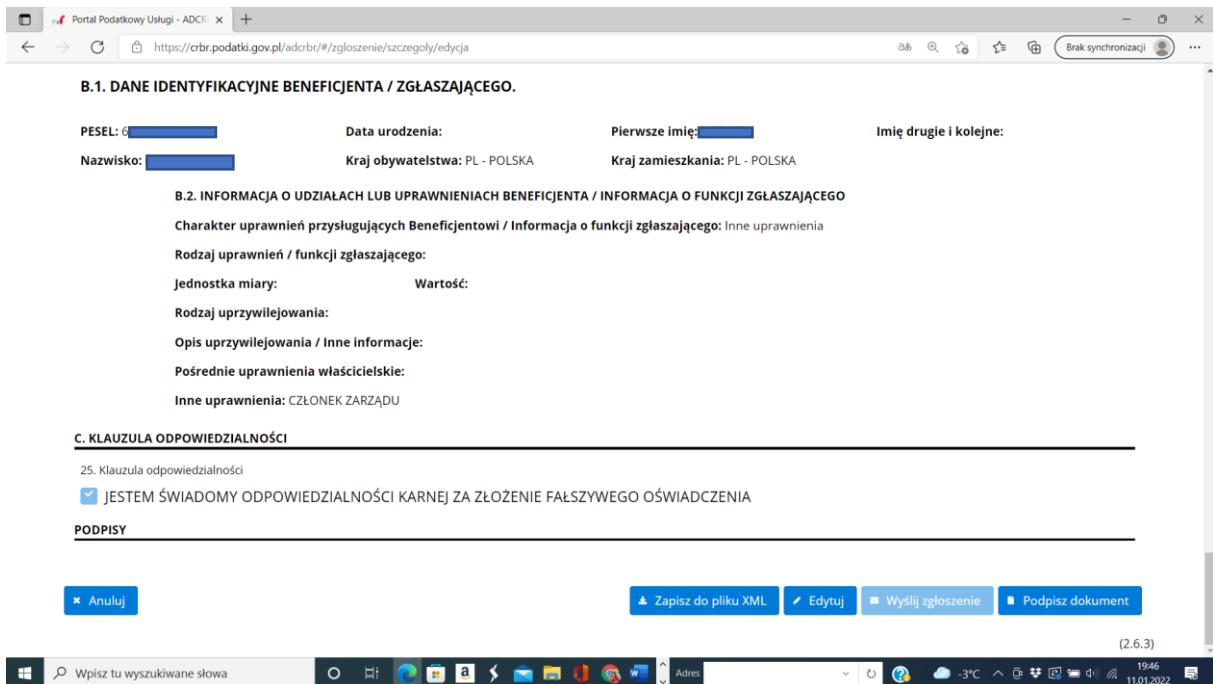 Portal Podatkowy Usługi - ADCR
https://crbr.podatki.gov.pl/adcrbr/#/zgloszenie/szczegoly/edycja
Brak synchronizacji
B.1. DANE IDENTYFIKACYJNE BENEFICJENTA / ZGŁASZAJĄCEGO.
PESEL: 6 Data urodzenia: Pierwsze imię: Imię drugie i kolejne:
Nazwisko: Kraj obywatelstwa: PL - POLSKA Kraj zamieszkania: PL - POLSKA
B.2. INFORMACJA O UDZIAŁACH LUB UPRAWNIENIACH BENEFICJENTA / INFORMACJA O FUNKCJI ZGŁASZAJĄCEGO
Charakter uprawnień przysługujących Beneficjentowi / Informacja o funkcji zgłaszającego: Inne uprawnienia
Rodzaj uprawnień / funkcji zgłaszającego:
Jednostka miary: Wartość:
Rodzaj uprzywilejowania:
Opis uprzywilejowania / Inne informacje:
Pośrednie uprawnienia właścicielskie:
Inne uprawnienia: CZŁONEK ZARZĄDU
C. KLAUZULA ODPOWIEDZIALNOŚCI
25. Klauzula odpowiedzialności
JESTEM ŚWIADOMY ODPOWIEDZIALNOŚCI KARNEJ ZA ZŁOŻENIE FAŁSZYWEGO OŚWIADCZENIA
PODPISY
Anuluj Zapisz do pliku XML Edytuj Wyślij zgłoszenie Podpisz dokument
(2.6.3)
Wpisz tu wyszukiwane słowa Adres -3°C 19:46
11.01.2022